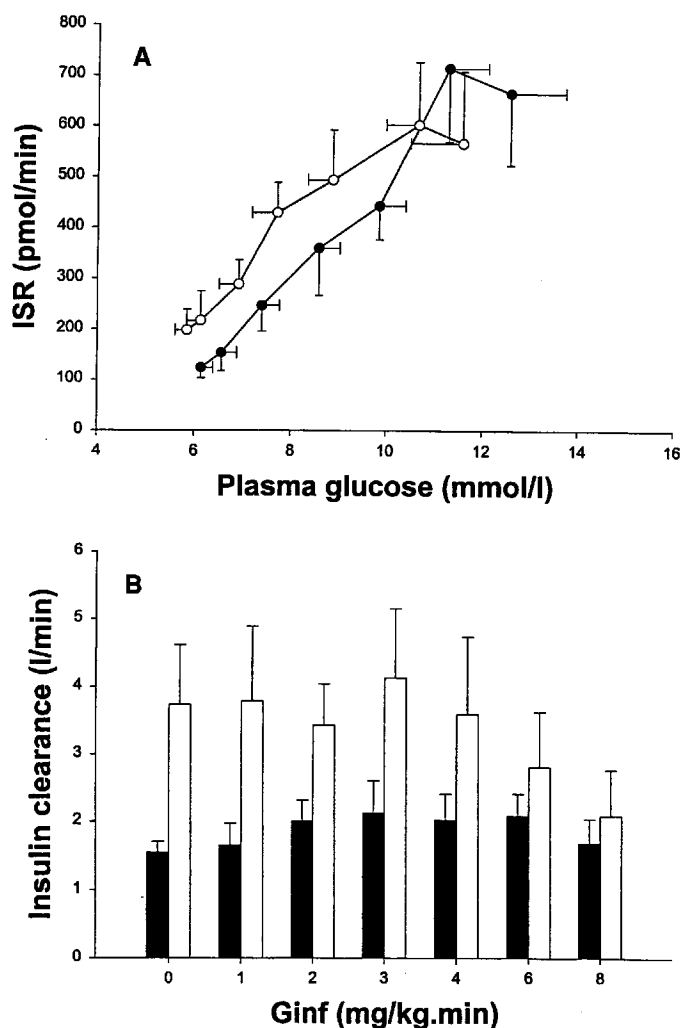 A
ISR (pmol/min)
800
700
600
500
400
300
200
100
0
4 6 8 10 12 14 16
Plasma glucose (mmol/l)
B
Insulin clearance (l/min)
6
5
4
3
2
1
0
0 1 2 3 4 6 8
Ginf (mg/kg.min)